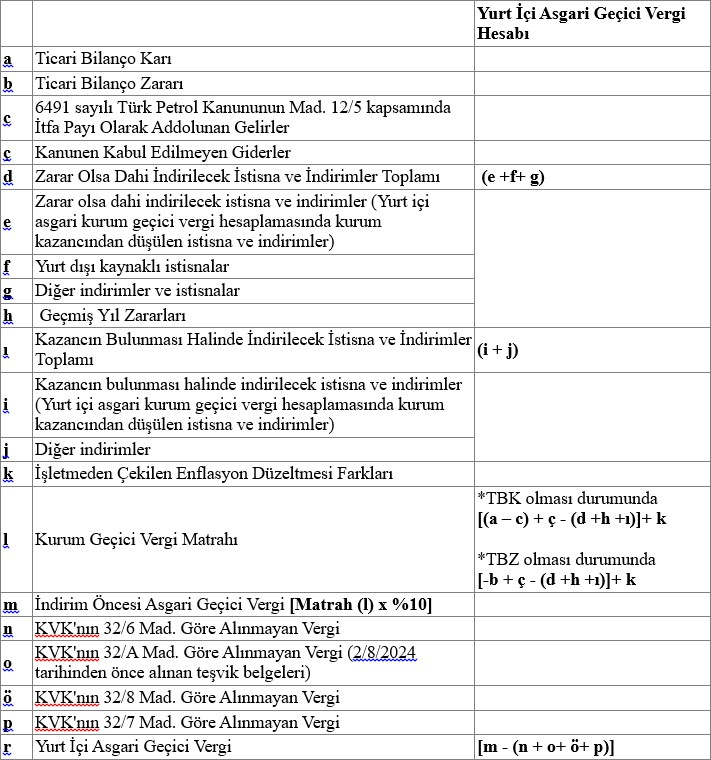 Yurt İçi Asgari Geçici Vergi
Hesabı
a Ticari Bilanço Karı
b Ticari Bilanço Zararı
c 6491 sayılı Türk Petrol Kanununun Mad. 12/5 kapsamında
İtfa Payı Olarak Addolunan Gelirler
ç Kanunen Kabul Edilmeyen Giderler
d Zarar Olsa Dahi İndirilecek İstisna ve İndirimler Toplamı (e +f+ g)
e Zarar olsa dahi indirilecek istisna ve indirimler (Yurt içi
asgari kurum geçici vergi hesaplamasında kurum
kazancından düşülen istisna ve indirimler)
f Yurt dışı kaynaklı istisnalar
g Diğer indirimler ve istisnalar
h Geçmiş Yıl Zararları
ı Kazancın Bulunması Halinde İndirilecek İstisna ve İndirimler
Toplamı (i + j)
i Kazancın bulunması halinde indirilecek istisna ve indirimler
(Yurt içi asgari kurum geçici vergi hesaplamasında kurum
kazancından düşülen istisna ve indirimler)
j Diğer indirimler
k İşletmeden Çekilen Enflasyon Düzeltmesi Farkları
l Kurum Geçici Vergi Matrahı
*TBK olması durumunda
[(a – c) + ç - (d +h +ı)]+ k
*TBZ olması durumunda
[-b + ç - (d +h +ı)]+ k
m İndirim Öncesi Asgari Geçici Vergi [Matrah (l) x %10]
n KVK'nın 32/6 Mad. Göre Alınmayan Vergi
o KVK'nın 32/A Mad. Göre Alınmayan Vergi (2/8/2024
tarihinden önce alınan teşvik belgeleri)
ö KVK'nın 32/8 Mad. Göre Alınmayan Vergi
p KVK'nın 32/7 Mad. Göre Alınmayan Vergi
r Yurt İçi Asgari Geçici Vergi [m - (n + o+ ö+ p)]